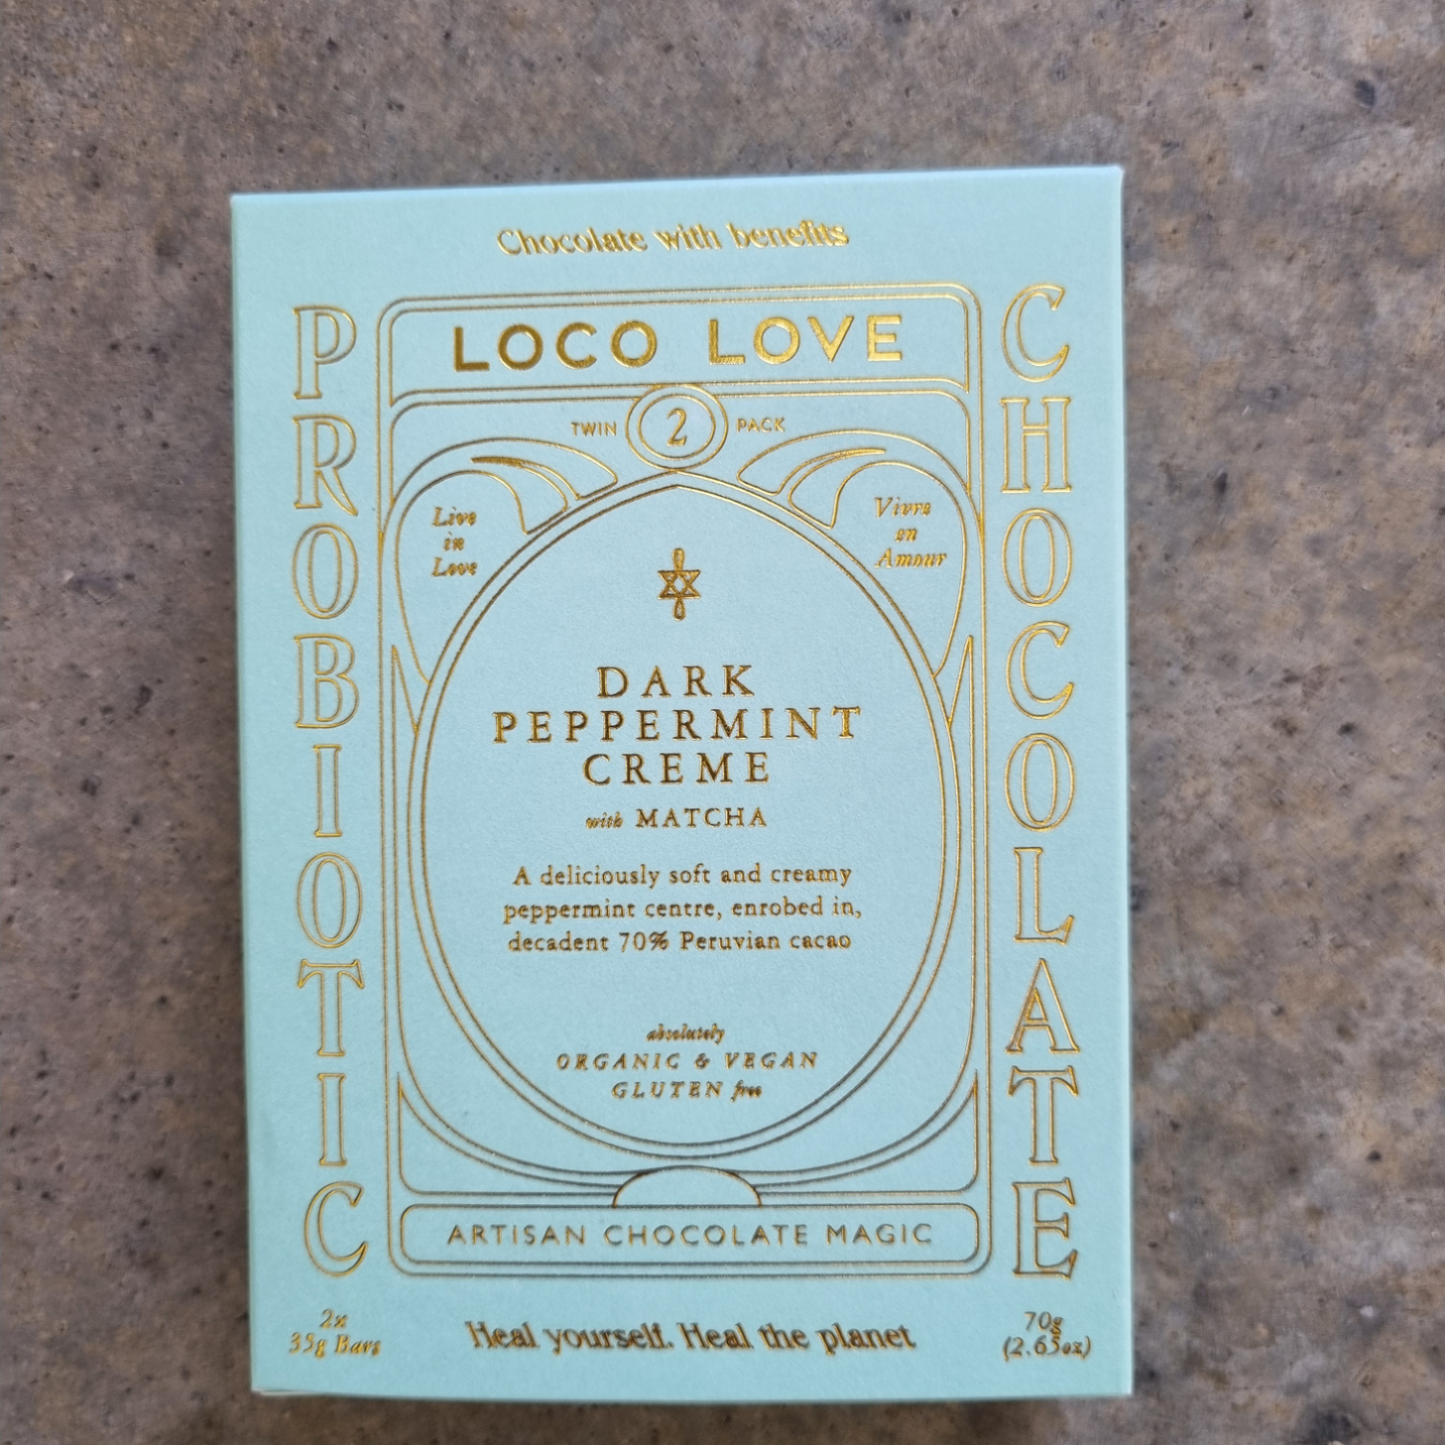 Chocolate with benefits
LOCO LOVE
TWIN 2 PACK
Live
in
Love
Vivre
en
Amour
PROBIOTIC
CHOCOLATE
DARK
PEPPERMINT
CREME
with MATCHA
A deliciously soft and creamy
peppermint centre, enrobed in,
decadent 70% Peruvian cacao
absolutely
ORGANIC & VEGAN
GLUTEN free
ARTISAN CHOCOLATE MAGIC
2x
35g Bars
Heal yourself. Heal the planet
70g
(2.65oz)